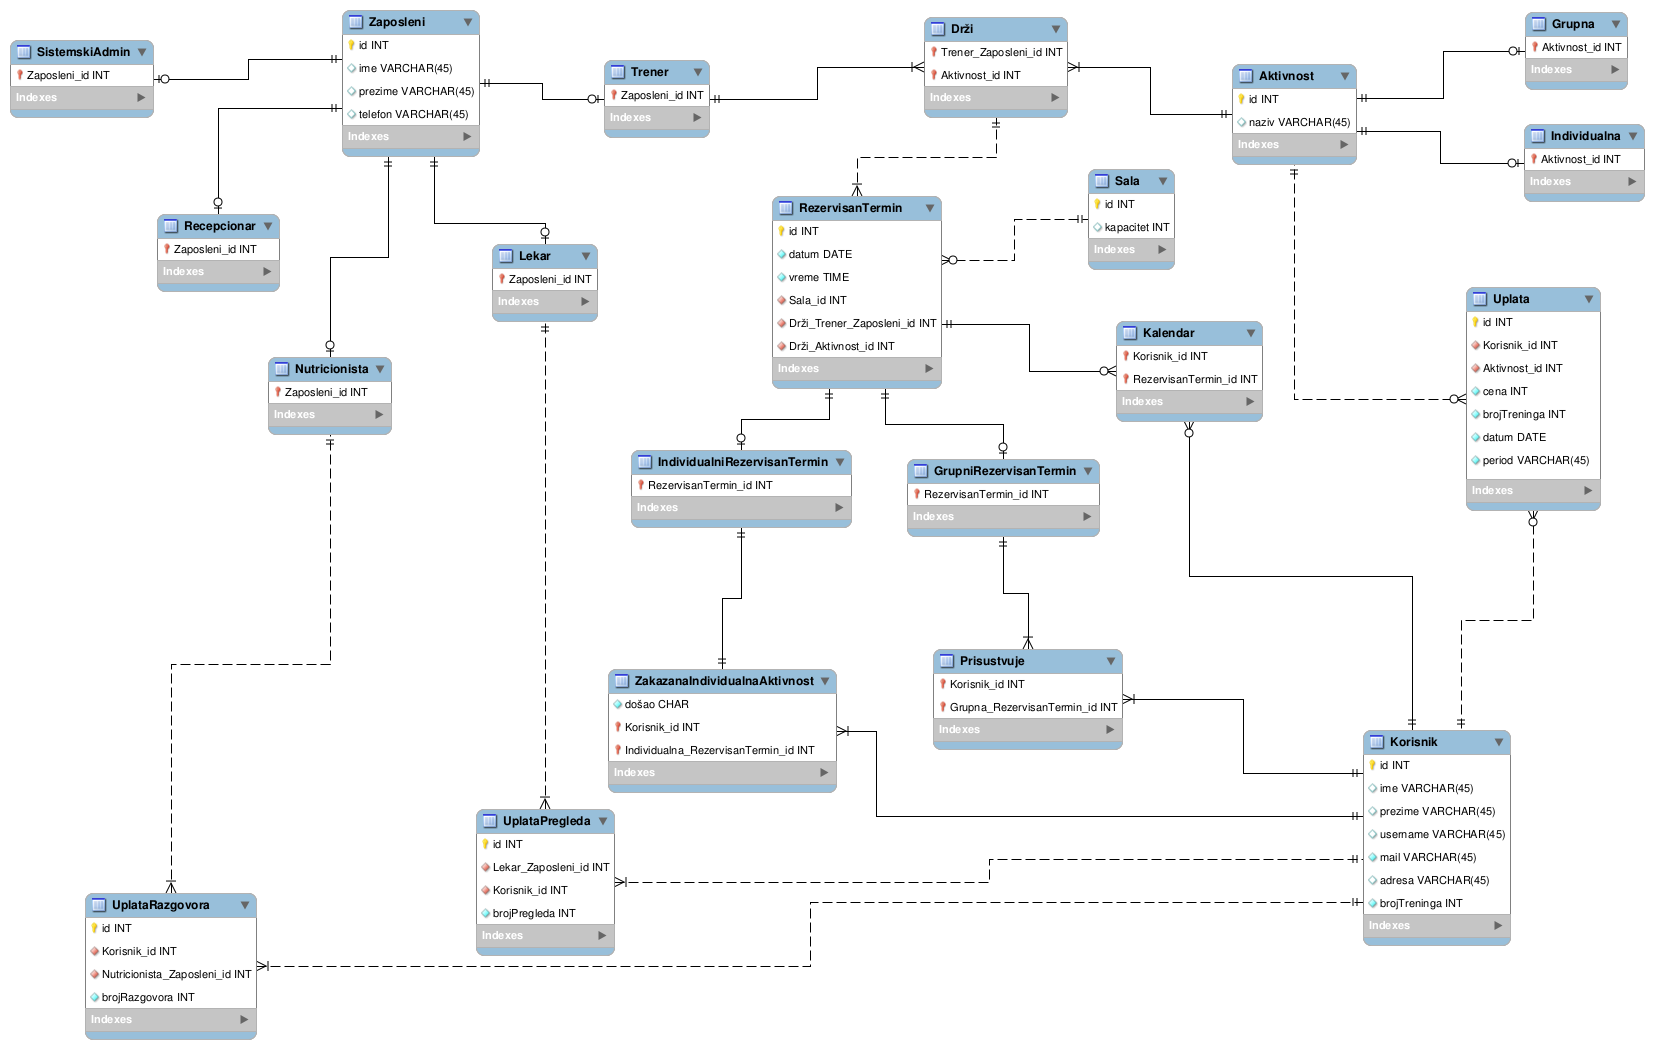 Zaposleni
id INT
ime VARCHAR(45)
prezime VARCHAR(45)
telefon VARCHAR(45)
Indexes
SistemskiAdmin
Zaposleni_id INT
Indexes
Trener
Zaposleni_id INT
Indexes
Drži
Trener_Zaposleni_id INT
Aktivnost_id INT
Indexes
Aktivnost
id INT
naziv VARCHAR(45)
Indexes
Grupna
Aktivnost_id INT
Indexes
Individualna
Aktivnost_id INT
Indexes
Recepcionar
Zaposleni_id INT
Indexes
Lekar
Zaposleni_id INT
Indexes
RezervisanTermin
id INT
datum DATE
vreme TIME
Sala_id INT
Drži_Trener_Zaposleni_id INT
Drži_Aktivnost_id INT
Indexes
Sala
id INT
kapacitet INT
Indexes
Nutricionista
Zaposleni_id INT
Indexes
Kalendar
Korisnik_id INT
RezervisanTermin_id INT
Indexes
Uplata
id INT
Korisnik_id INT
Aktivnost_id INT
cena INT
brojTreninga INT
datum DATE
period VARCHAR(45)
Indexes
IndividualniRezervisanTermin
RezervisanTermin_id INT
Indexes
GrupniRezervisanTermin
RezervisanTermin_id INT
Indexes
ZakazanaIndividualnaAktivnost
došao CHAR
Korisnik_id INT
Individualna_RezervisanTermin_id INT
Indexes
Prisustvuje
Korisnik_id INT
Grupna_RezervisanTermin_id INT
Indexes
Korisnik
id INT
ime VARCHAR(45)
prezime VARCHAR(45)
username VARCHAR(45)
mail VARCHAR(45)
adresa VARCHAR(45)
brojTreninga INT
Indexes
UplataPregleda
id INT
Lekar_Zaposleni_id INT
Korisnik_id INT
brojPregleda INT
Indexes
UplataRazgovora
id INT
Korisnik_id INT
Nutricionista_Zaposleni_id INT
brojRazgovora INT
Indexes